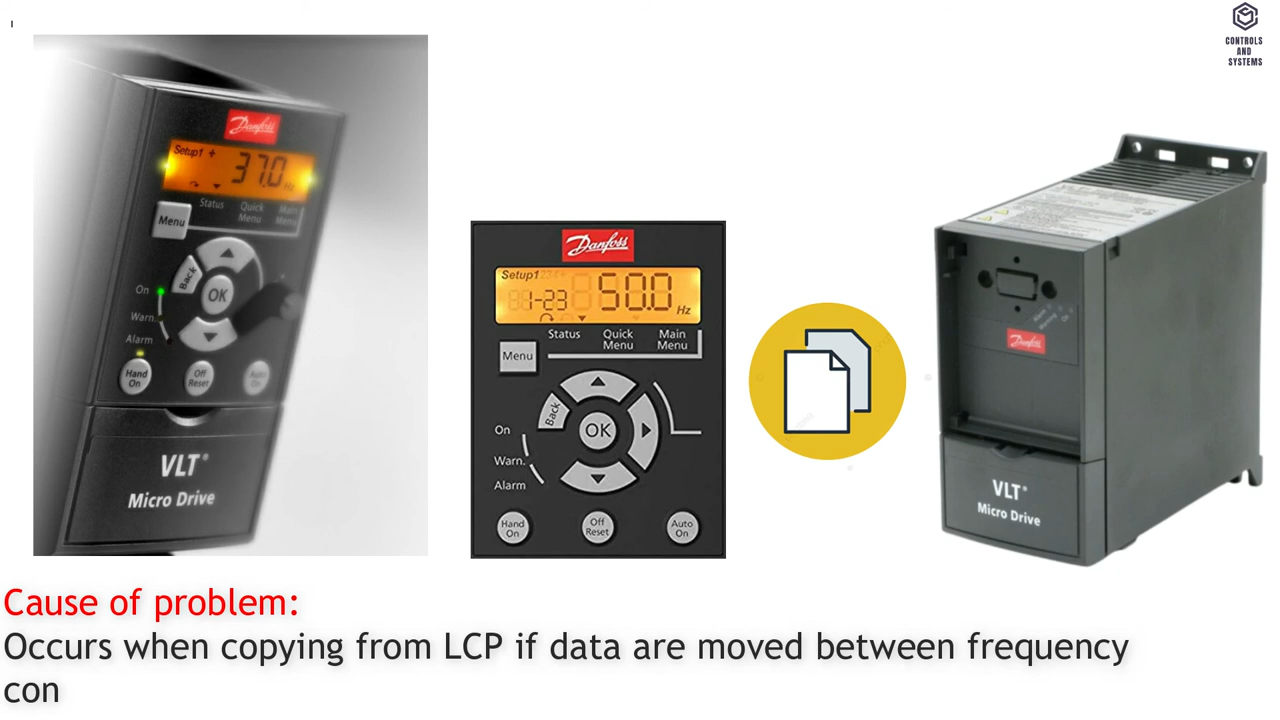 CONTROLS
AND
SYSTEMS
Danfoss
Setup1
37.0
Hz
Status
Quick
Menu
Main
Menu
Menu
Back
OK
On
Warn.
Alarm
Hand
On
Off
Reset
Auto
On
VLT®
Micro Drive
Danfoss
Setup1
1-23
50.0
Hz
Status
Quick
Menu
Main
Menu
Menu
Back
OK
On
Warn.
Alarm
Hand
On
Off
Reset
Auto
On
Danfoss
VLT®
Micro Drive
Cause of problem:
Occurs when copying from LCP if data are moved between frequency
con